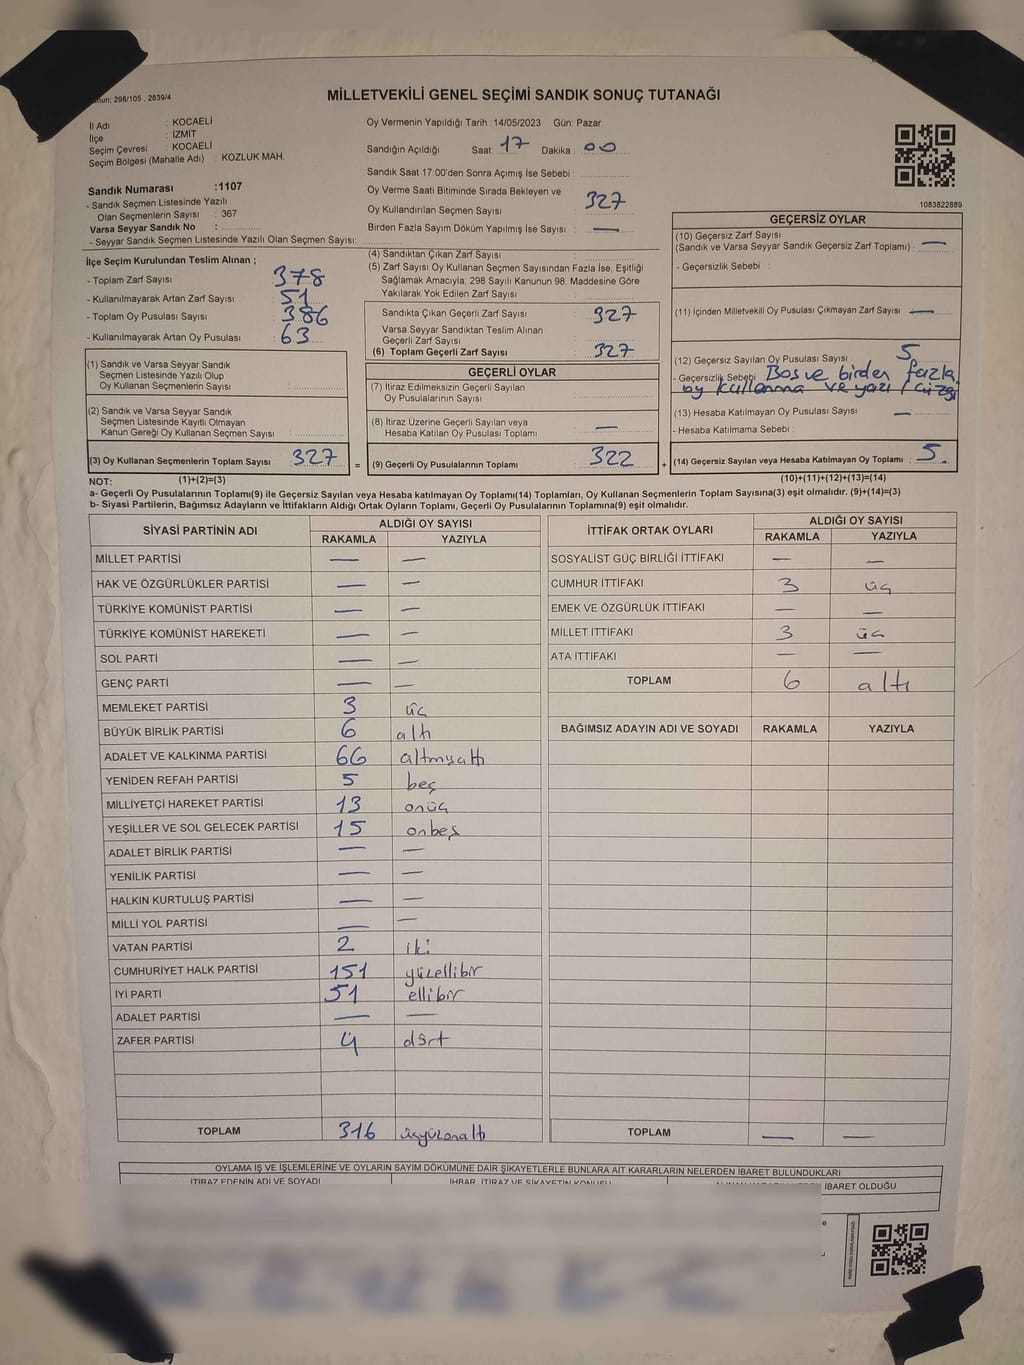 nun: 298/105 , 2839/4
MİLLETVEKİLİ GENEL SEÇİMİ SANDIK SONUÇ TUTANAĞI
İl Adı : KOCAELİ
İlçe : İZMİT
Seçim Çevresi : KOCAELİ
Seçim Bölgesi (Mahalle Adı) : KOZLUK MAH.
Sandık Numarası :1107
- Sandık Seçmen Listesinde Yazılı
Olan Seçmenlerin Sayısı : 367
Varsa Seyyar Sandık No :
- Seyyar Sandık Seçmen Listesinde Yazılı Olan Seçmen Sayısı:
Oy Vermenin Yapıldığı Tarih :14/05/2023 Gün: Pazar
Sandığın Açıldığı Saat: 17 Dakika : 00
Sandık Saat 17:00'den Sonra Açımış İse Sebebi :
Oy Verme Saati Bitiminde Sırada Bekleyen ve
Oy Kullandırılan Seçmen Sayısı : 327
Birden Fazla Sayım Döküm Yapılmış İse Sayısı : —
1083822889
İlçe Seçim Kurulundan Teslim Alınan ;
- Toplam Zarf Sayısı : 378
- Kullanılmayarak Artan Zarf Sayısı : 51
- Toplam Oy Pusulası Sayısı : 386
- Kullanılmayarak Artan Oy Pusulası : 63
(1) Sandık ve Varsa Seyyar Sandık
Seçmen Listesinde Yazılı Olup
Oy Kullanan Seçmenlerin Sayısı :
(2) Sandık ve Varsa Seyyar Sandık
Seçmen Listesinde Kayıtlı Olmayan
Kanun Gereği Oy Kullanan Seçmen Sayısı :
(3) Oy Kullanan Seçmenlerin Toplam Sayısı : 327
(4) Sandıktan Çıkan Zarf Sayısı :
(5) Zarf Sayısı Oy Kullanan Seçmen Sayısından Fazla İse, Eşitliği
Sağlamak Amacıyla; 298 Sayılı Kanunun 98. Maddesine Göre
Yakılarak Yok Edilen Zarf Sayısı :
Sandıkta Çıkan Geçerli Zarf Sayısı : 327
Varsa Seyyar Sandıktan Teslim Alınan
Geçerli Zarf Sayısı :
(6) Toplam Geçerli Zarf Sayısı : 327
GEÇERLİ OYLAR
(7) İtiraz Edilmeksizin Geçerli Sayılan
Oy Pusulalarının Sayısı :
(8) İtiraz Üzerine Geçerli Sayılan veya
Hesaba Katılan Oy Pusulası Toplamı : —
= (9) Geçerli Oy Pusulalarının Toplamı : 322
GEÇERSİZ OYLAR
(10) Geçersiz Zarf Sayısı
(Sandık ve Varsa Seyyar Sandık Geçersiz Zarf Toplamı) : —
- Geçersizlik Sebebi :
(11) İçinden Milletvekili Oy Pusulası Çıkmayan Zarf Sayısı : —
(12) Geçersiz Sayılan Oy Pusulası Sayısı : 5
- Geçersizlik Sebebi Bos ve birden fazla
oy kullanma ve yazı / çizgi
(13) Hesaba Katılmayan Oy Pusulası Sayısı : —
- Hesaba Katılmama Sebebi :
+ (14) Geçersiz Sayılan veya Hesaba Katılmayan Oy Toplamı : 5.
NOT: (1)+(2)=(3) (10)+(11)+(12)+(13)=(14)
a- Geçerli Oy Pusulalarının Toplamı(9) ile Geçersiz Sayılan veya Hesaba katılmayan Oy Toplamı(14) Toplamları, Oy Kullanan Seçmenlerin Toplam Sayısına(3) eşit olmalıdır. (9)+(14)=(3)
b- Siyasi Partilerin, Bağımsız Adayların ve İttifakların Aldığı Ortak Oyların Toplamı, Geçerli Oy Pusulalarının Toplamına(9) eşit olmalıdır.
SİYASİ PARTİNİN ADI ALDIĞI OY SAYISI
RAKAMLA YAZIYLA
MİLLET PARTİSİ — —
HAK VE ÖZGÜRLÜKLER PARTİSİ — —
TÜRKİYE KOMÜNİST PARTİSİ — —
TÜRKİYE KOMÜNİST HAREKETİ — —
SOL PARTİ — —
GENÇ PARTİ — —
MEMLEKET PARTİSİ 3 üç
BÜYÜK BİRLİK PARTİSİ 6 altı
ADALET VE KALKINMA PARTİSİ 66 altmışaltı
YENİDEN REFAH PARTİSİ 5 beş
MİLLİYETÇİ HAREKET PARTİSİ 13 onüç
YEŞİLLER VE SOL GELECEK PARTİSİ 15 onbeş
ADALET BİRLİK PARTİSİ — —
YENİLİK PARTİSİ — —
HALKIN KURTULUŞ PARTİSİ — —
MİLLİ YOL PARTİSİ — —
VATAN PARTİSİ 2 iki
CUMHURİYET HALK PARTİSİ 151 yüzellibir
İYİ PARTİ 51 ellibir
ADALET PARTİSİ — —
ZAFER PARTİSİ 4 dört
TOPLAM 316 üçyüzonaltı
İTTİFAK ORTAK OYLARI ALDIĞI OY SAYISI
RAKAMLA YAZIYLA
SOSYALİST GÜÇ BİRLİĞİ İTTİFAKI — —
CUMHUR İTTİFAKI 3 üç
EMEK VE ÖZGÜRLÜK İTTİFAKI — —
MİLLET İTTİFAKI 3 üç
ATA İTTİFAKI — —
TOPLAM 6 altı
BAĞIMSIZ ADAYIN ADI VE SOYADI RAKAMLA YAZIYLA
TOPLAM — —
OYLAMA İŞ VE İŞLEMLERİNE VE OYLARIN SAYIM DÖKÜMÜNE DAİR ŞİKAYETLERLE BUNLARA AİT KARARLARIN NELERDEN İBARET BULUNDUKLARI
İTİRAZ EDENİN ADI VE SOYADI İHBAR, İTİRAZ VE ŞİKAYETİN KONUSU İBARET OLDUĞU